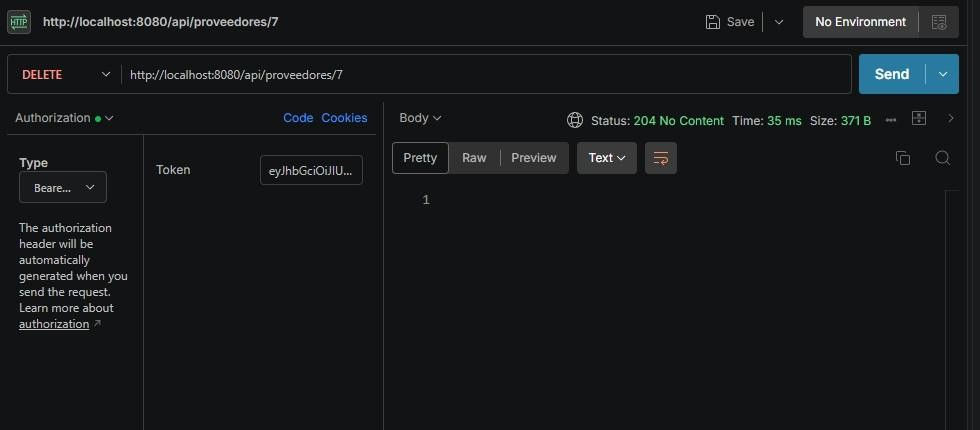 HTTP http://localhost:8080/api/proveedores/7 Save No Environment
DELETE http://localhost:8080/api/proveedores/7 Send
Authorization Code Cookies
Body Status: 204 No Content Time: 35 ms Size: 371 B
Pretty Raw Preview Text
Type
Beare...
Token eyJhbGciOiJIU...
1
The authorization
header will be
automatically
generated when you
send the request.
Learn more about
authorization ↗